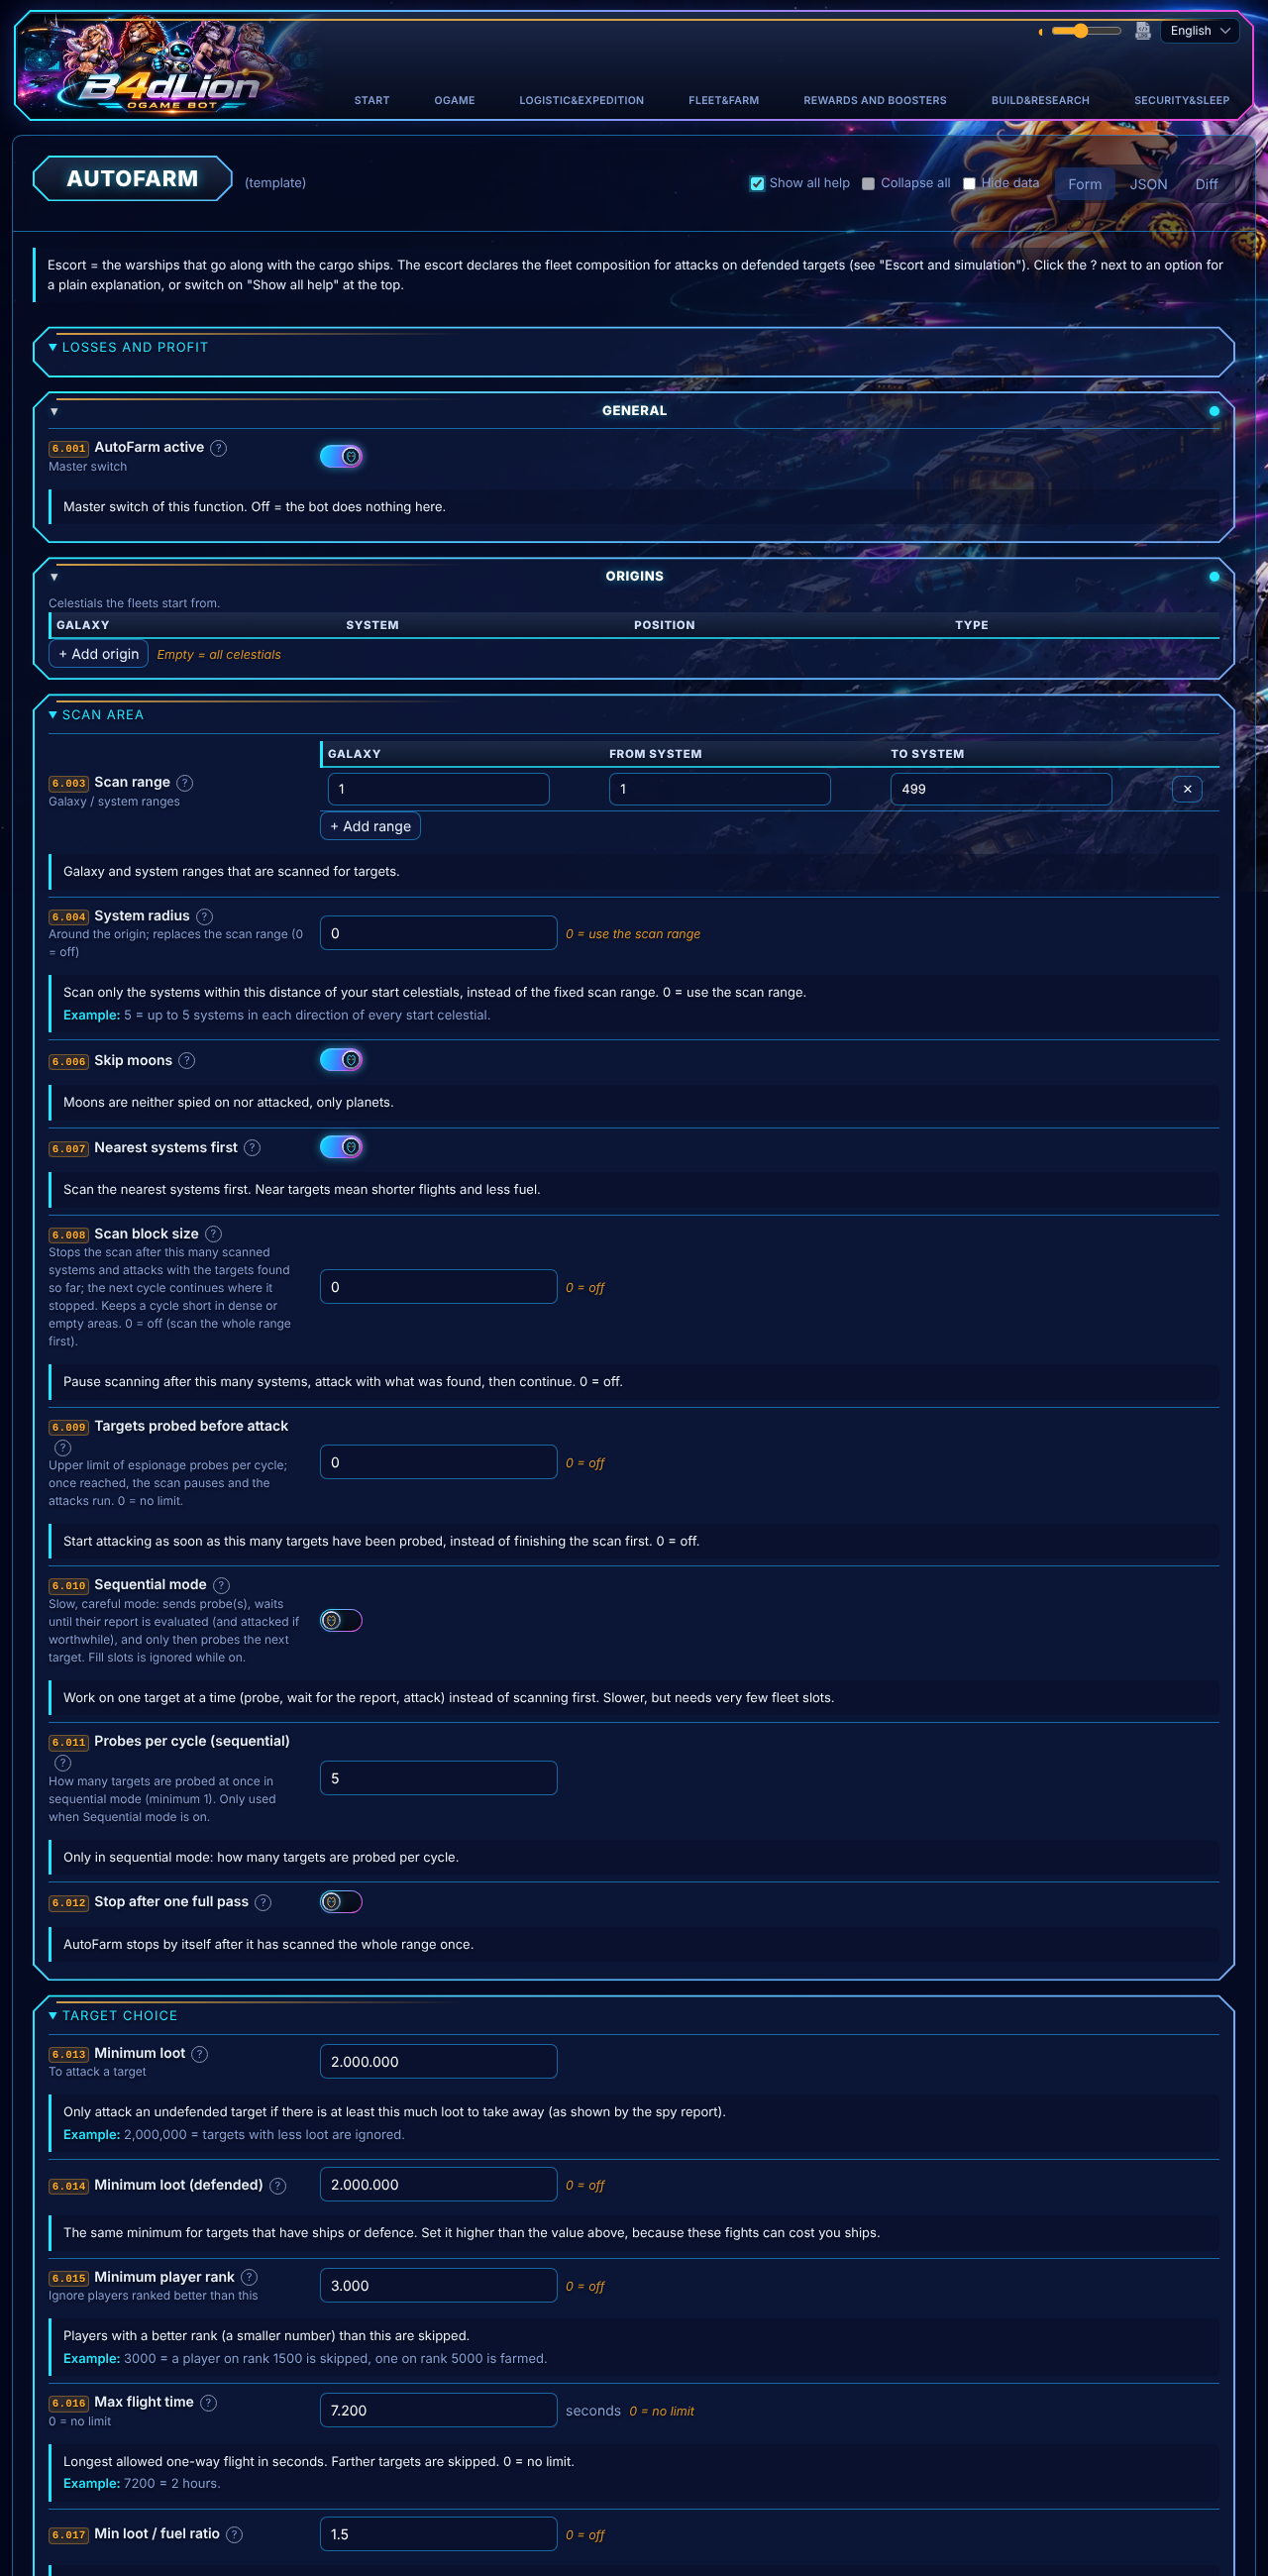 B4dLion
OGAME BOT
English
START
OGAME
LOGISTIC&EXPEDITION
FLEET&FARM
REWARDS AND BOOSTERS
BUILD&RESEARCH
SECURITY&SLEEP
AUTOFARM
(template)
Show all help
Collapse all
Hide data
Form
JSON
Diff
Escort = the warships that go along with the cargo ships. The escort declares the fleet composition for attacks on defended targets (see "Escort and simulation"). Click the ? next to an option for
a plain explanation, or switch on "Show all help" at the top.
▼ LOSSES AND PROFIT
▼ GENERAL
6.001 AutoFarm active ?
Master switch
Master switch of this function. Off = the bot does nothing here.
▼ ORIGINS
Celestials the fleets start from.
GALAXY SYSTEM POSITION TYPE
+ Add origin Empty = all celestials
▼ SCAN AREA
GALAXY FROM SYSTEM TO SYSTEM
6.003 Scan range ?
Galaxy / system ranges
1 1 499 ×
+ Add range
Galaxy and system ranges that are scanned for targets.
6.004 System radius ?
Around the origin; replaces the scan range (0
= off)
0 0 = use the scan range
Scan only the systems within this distance of your start celestials, instead of the fixed scan range. 0 = use the scan range.
Example: 5 = up to 5 systems in each direction of every start celestial.
6.006 Skip moons ?
Moons are neither spied on nor attacked, only planets.
6.007 Nearest systems first ?
Scan the nearest systems first. Near targets mean shorter flights and less fuel.
6.008 Scan block size ?
Stops the scan after this many scanned
systems and attacks with the targets found
so far; the next cycle continues where it
stopped. Keeps a cycle short in dense or
empty areas. 0 = off (scan the whole range
first).
0 0 = off
Pause scanning after this many systems, attack with what was found, then continue. 0 = off.
6.009 Targets probed before attack
?
Upper limit of espionage probes per cycle;
once reached, the scan pauses and the
attacks run. 0 = no limit.
0 0 = off
Start attacking as soon as this many targets have been probed, instead of finishing the scan first. 0 = off.
6.010 Sequential mode ?
Slow, careful mode: sends probe(s), waits
until their report is evaluated (and attacked if
worthwhile), and only then probes the next
target. Fill slots is ignored while on.
Work on one target at a time (probe, wait for the report, attack) instead of scanning first. Slower, but needs very few fleet slots.
6.011 Probes per cycle (sequential)
?
How many targets are probed at once in
sequential mode (minimum 1). Only used
when Sequential mode is on.
5
Only in sequential mode: how many targets are probed per cycle.
6.012 Stop after one full pass ?
AutoFarm stops by itself after it has scanned the whole range once.
▼ TARGET CHOICE
6.013 Minimum loot ?
To attack a target
2.000.000
Only attack an undefended target if there is at least this much loot to take away (as shown by the spy report).
Example: 2,000,000 = targets with less loot are ignored.
6.014 Minimum loot (defended) ?
2.000.000 0 = off
The same minimum for targets that have ships or defence. Set it higher than the value above, because these fights can cost you ships.
6.015 Minimum player rank ?
Ignore players ranked better than this
3.000 0 = off
Players with a better rank (a smaller number) than this are skipped.
Example: 3000 = a player on rank 1500 is skipped, one on rank 5000 is farmed.
6.016 Max flight time ?
0 = no limit
7.200 seconds 0 = no limit
Longest allowed one-way flight in seconds. Farther targets are skipped. 0 = no limit.
Example: 7200 = 2 hours.
6.017 Min loot / fuel ratio ?
1.5 0 = off